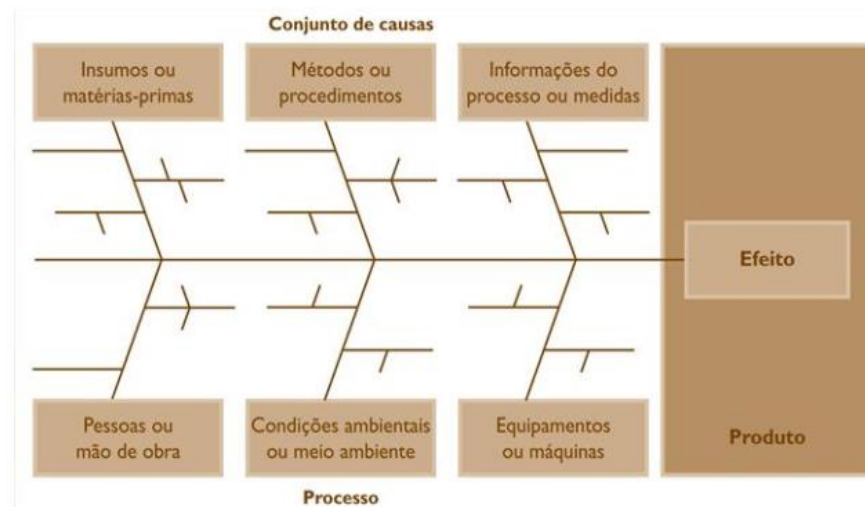 Conjunto de causas
Insumos ou
matérias-primas
Métodos ou
procedimentos
Informações do
processo ou medidas
Efeito
Pessoas ou
mão de obra
Condições ambientais
ou meio ambiente
Equipamentos
ou máquinas
Produto
Processo